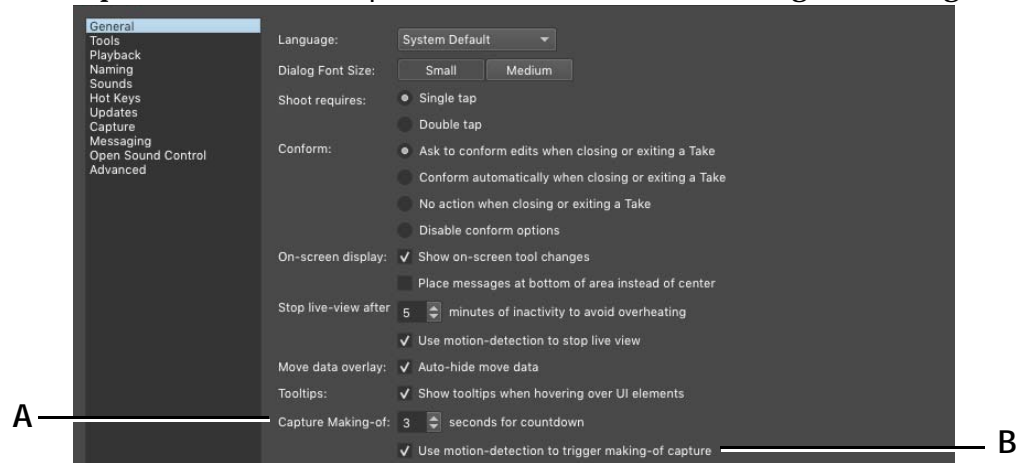 General
Tools
Playback
Naming
Sounds
Hot Keys
Updates
Capture
Messaging
Open Sound Control
Advanced
Language: System Default
Dialog Font Size: Small Medium
Shoot requires: Single tap
Double tap
Conform: Ask to conform edits when closing or exiting a Take
Conform automatically when closing or exiting a Take
No action when closing or exiting a Take
Disable conform options
On-screen display: Show on-screen tool changes
Place messages at bottom of area instead of center
Stop live-view after 5 minutes of inactivity to avoid overheating
Use motion-detection to stop live view
Move data overlay: Auto-hide move data
Tooltips: Show tooltips when hovering over UI elements
A Capture Making-of: 3 seconds for countdown
Use motion-detection to trigger making-of capture B